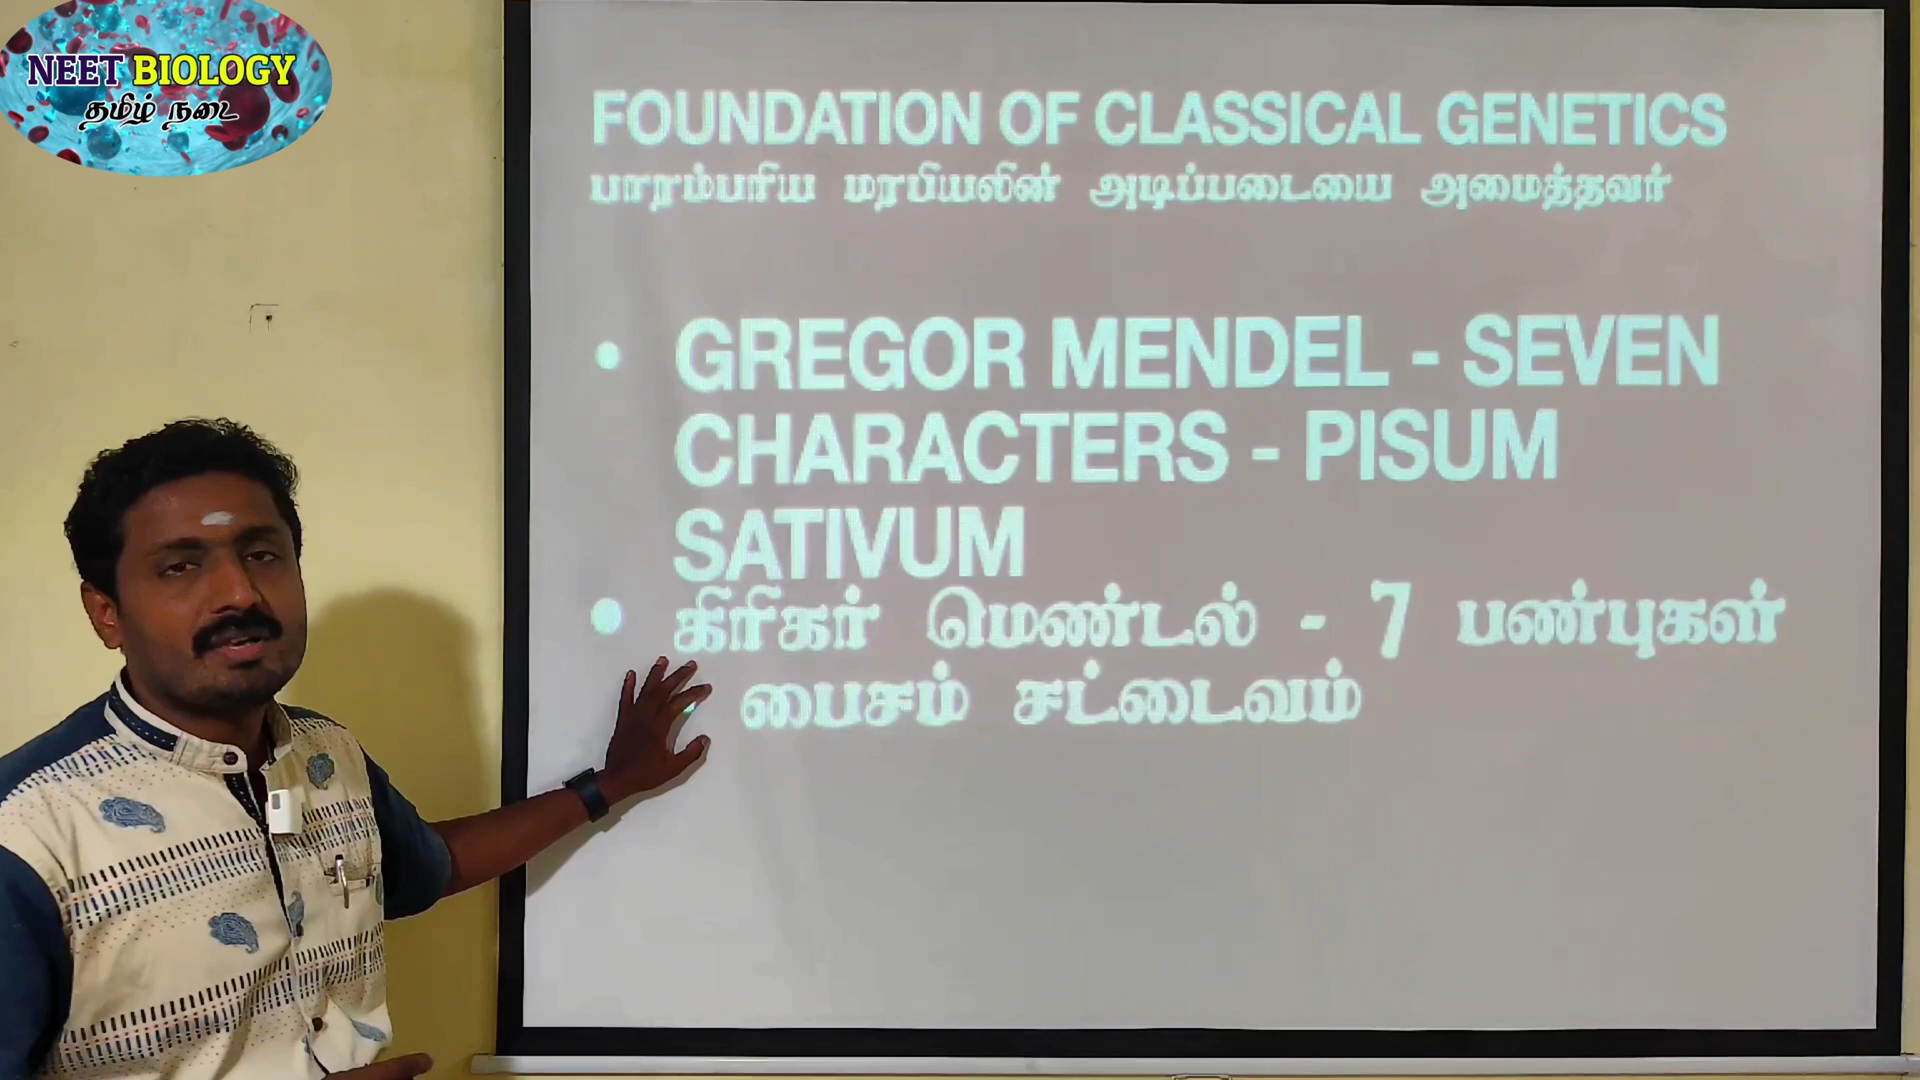 NEET BIOLOGY
தமிழ் நடை
FOUNDATION OF CLASSICAL GENETICS
பாரம்பரிய மரபியலின் அடிப்படையை அமைத்தவர்
• GREGOR MENDEL - SEVEN
CHARACTERS - PISUM
SATIVUM
• கிரிகர் மெண்டல் - 7 பண்புகள்
- பைசம் சட்டைவம்